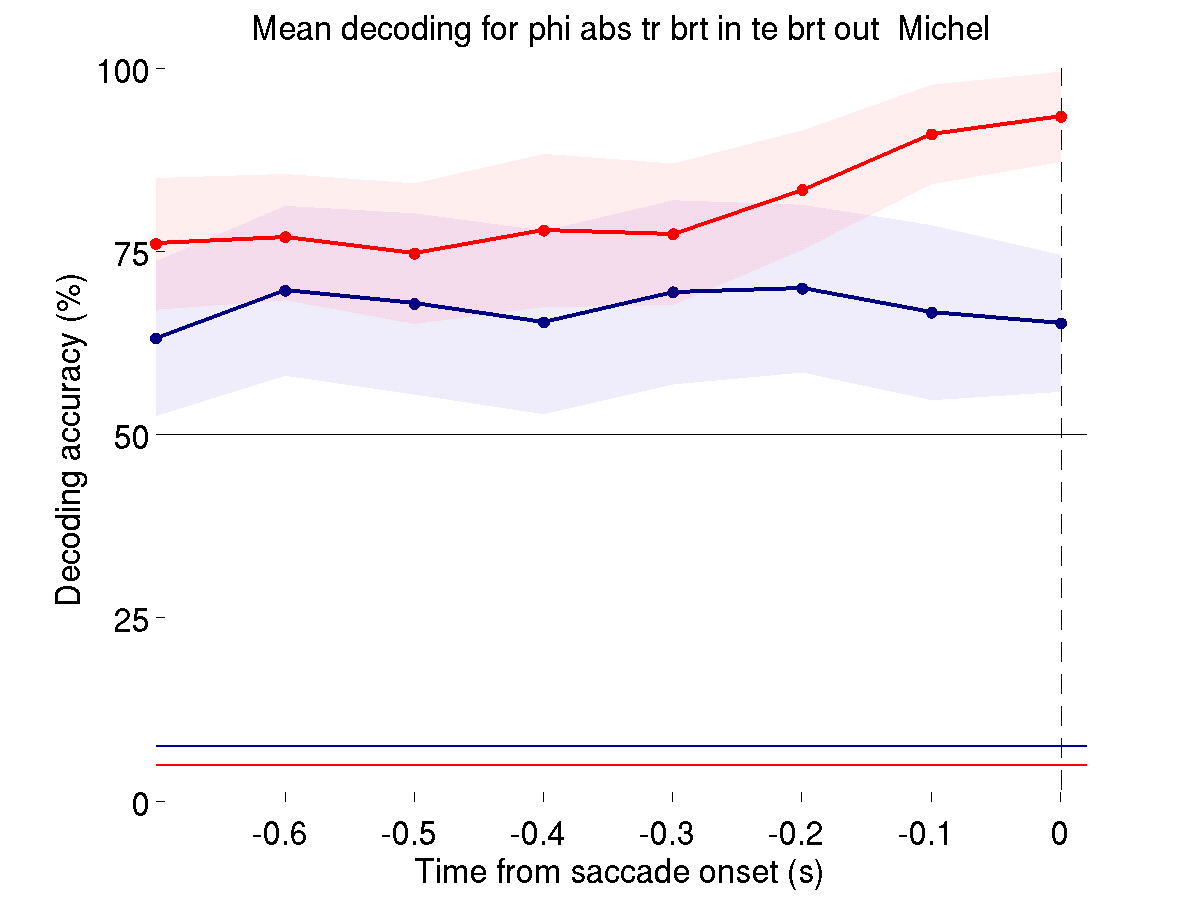 Mean decoding for phi abs tr brt in te brt out  Michel
100
75
50
25
0
Decoding accuracy (%)
-0.6 -0.5 -0.4 -0.3 -0.2 -0.1 0
Time from saccade onset (s)